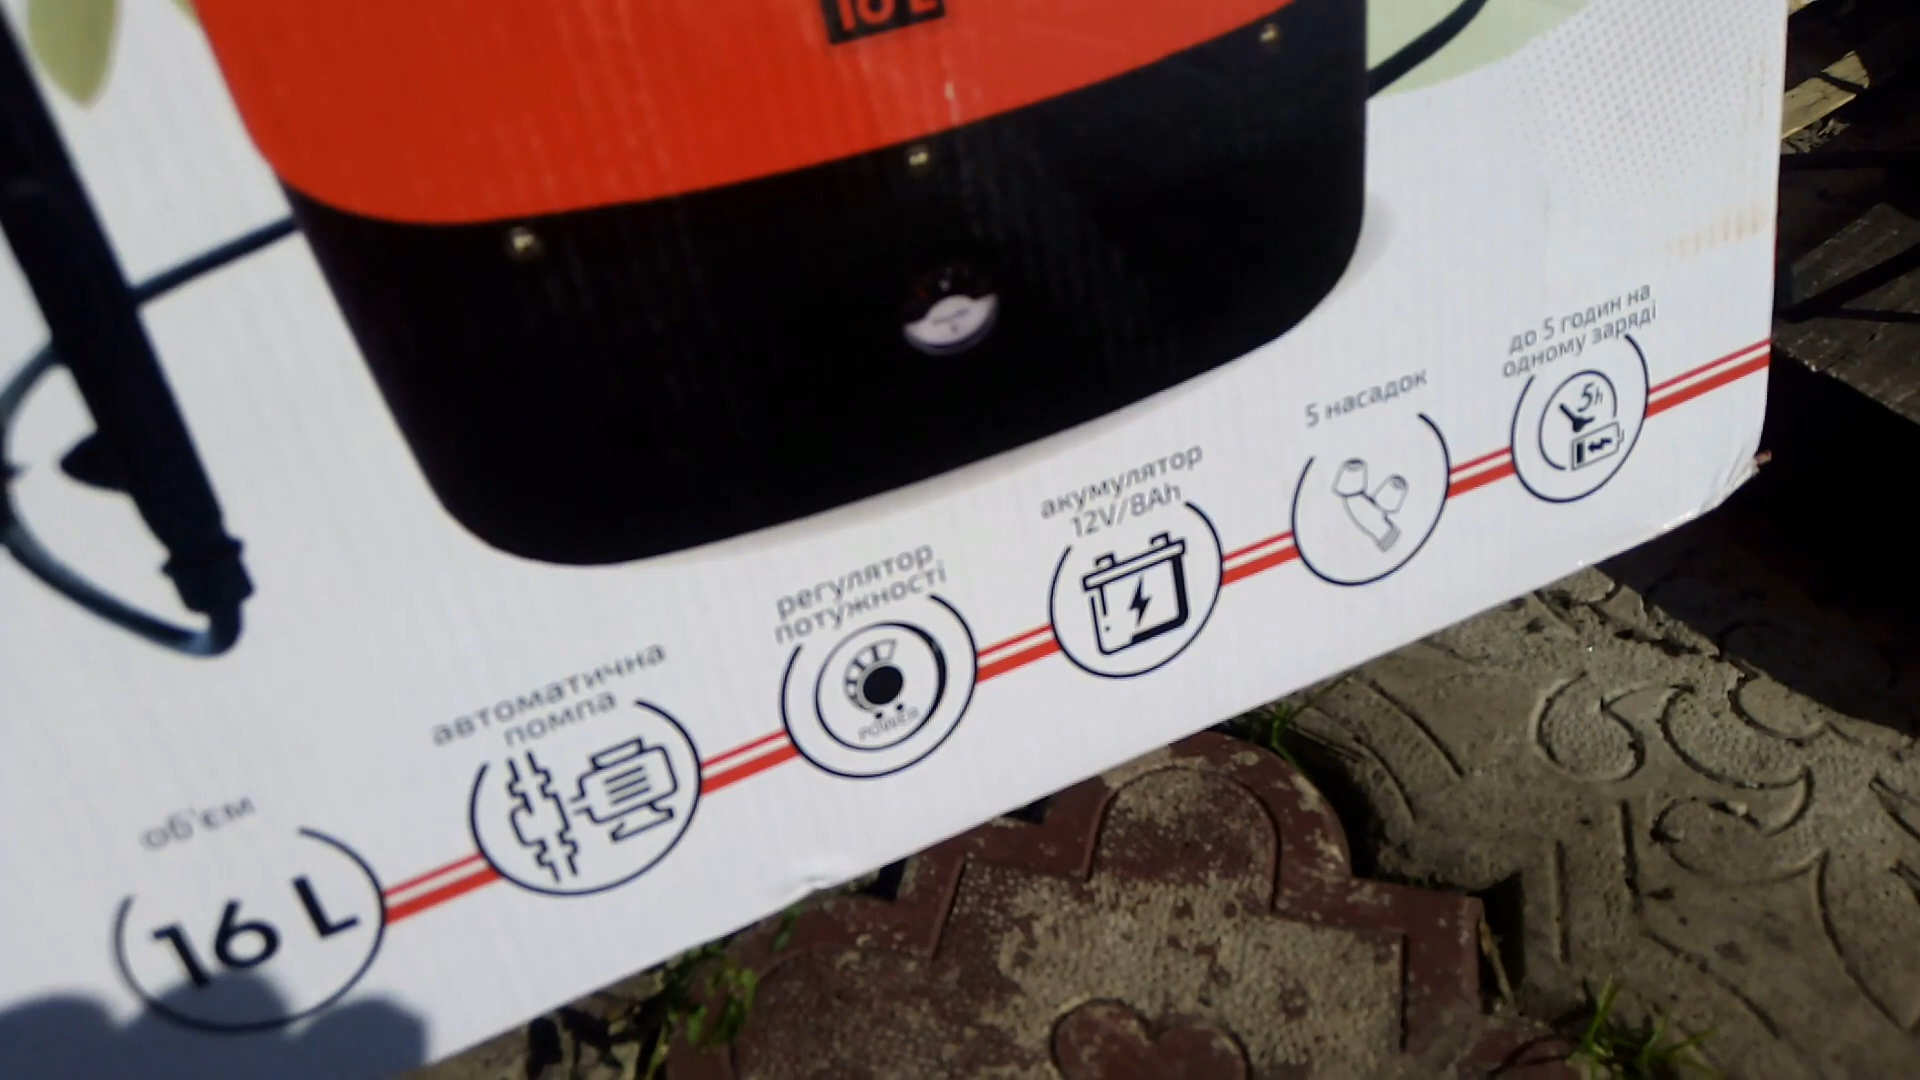 16 L
до 5 годин на
одному заряді
5h
5 насадок
акумулятор
12V/8Ah
регулятор
потужності
POWER
автоматична
помпа
об'єм
16 L